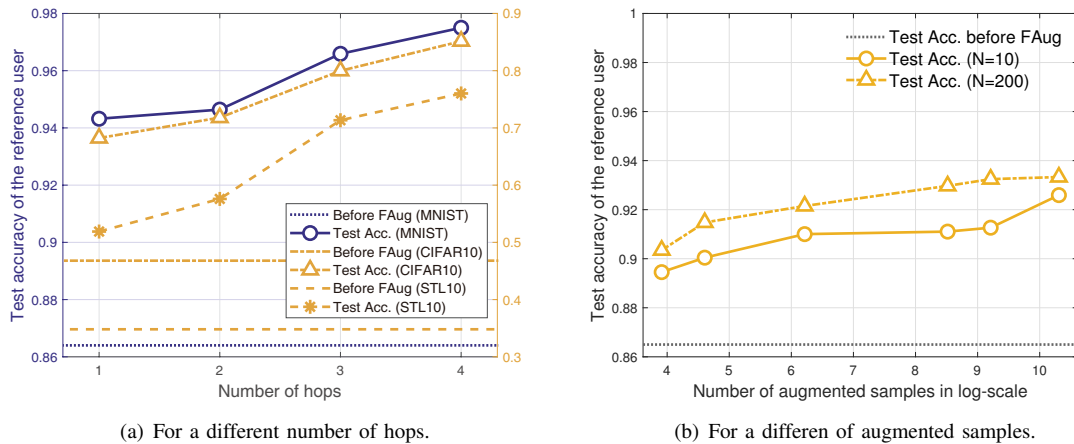 0.98
0.96
0.94
0.92
0.9
0.88
0.86
Test accuracy of the reference user
0.9
0.8
0.7
0.6
0.5
0.4
0.3
Before FAug (MNIST)
Test Acc. (MNIST)
Before FAug (CIFAR10)
Test Acc. (CIFAR10)
Before FAug (STL10)
Test Acc. (STL10)
1 2 3 4
Number of hops
(a) For a different number of hops.
1
0.98
0.96
0.94
0.92
0.9
0.88
0.86
Test accuracy of the reference user
Test Acc. before FAug
Test Acc. (N=10)
Test Acc. (N=200)
4 5 6 7 8 9 10
Number of augmented samples in log-scale
(b) For a differen of augmented samples.